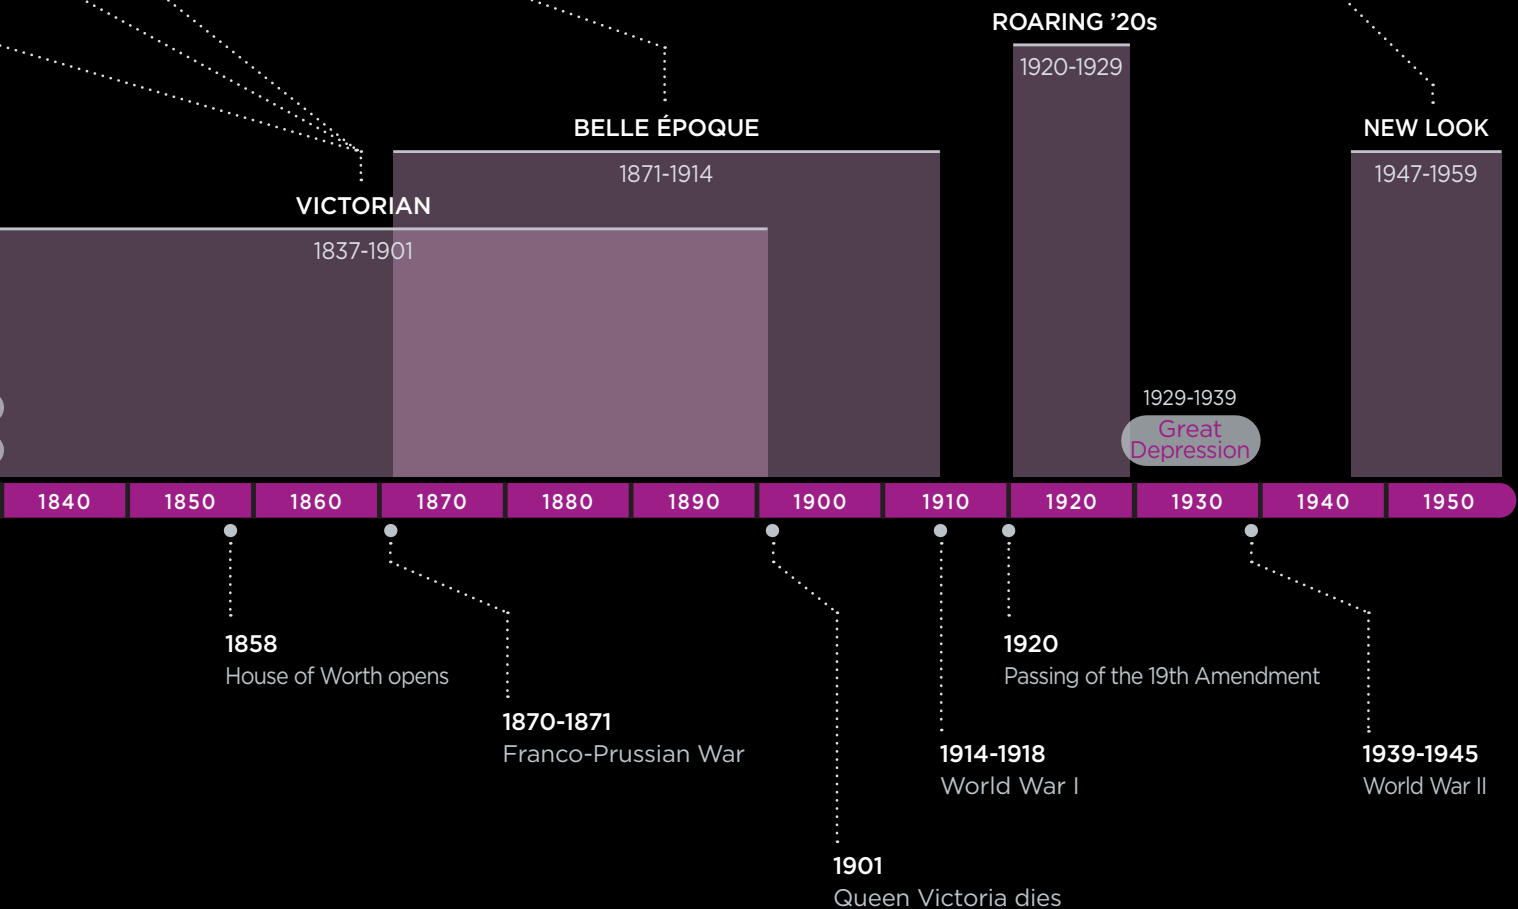 ROARING ’20s
1920-1929
BELLE ÉPOQUE
1871-1914
NEW LOOK
1947-1959
VICTORIAN
1837-1901
1929-1939
Great
Depression
1840 1850 1860 1870 1880 1890 1900 1910 1920 1930 1940 1950
1858
House of Worth opens
1870-1871
Franco-Prussian War
1901
Queen Victoria dies
1914-1918
World War I
1920
Passing of the 19th Amendment
1939-1945
World War II